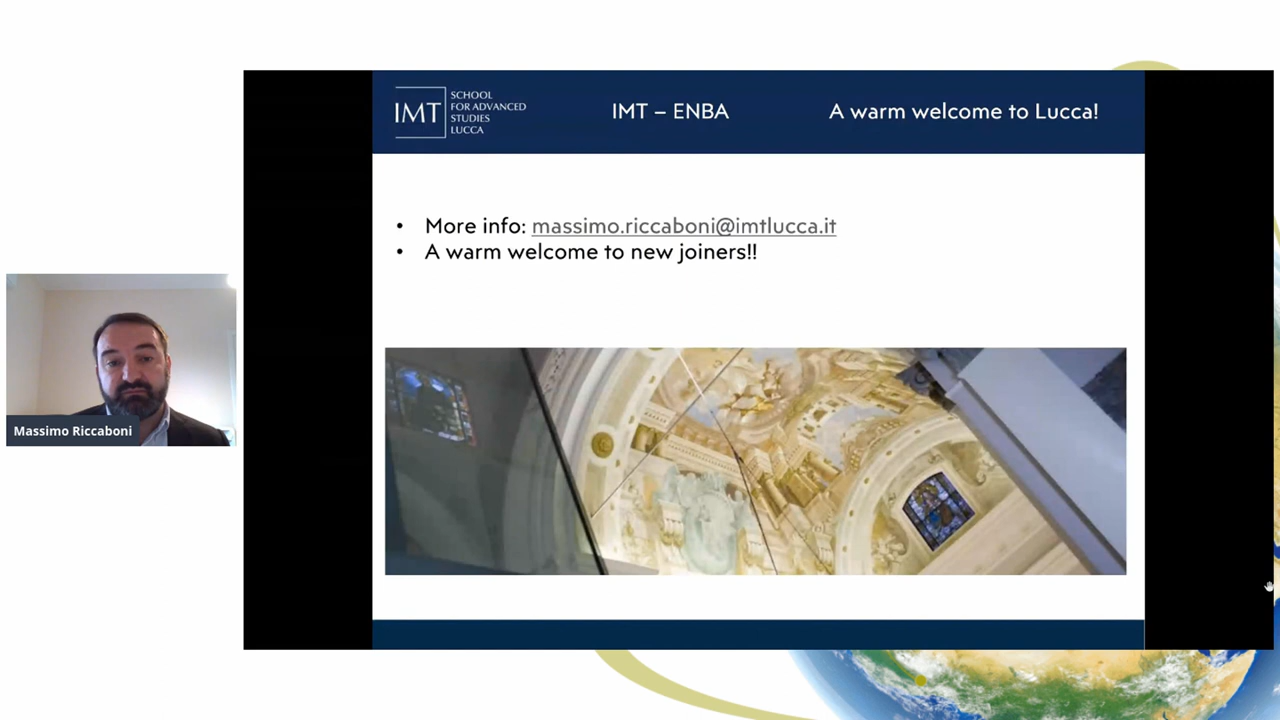 IMT
SCHOOL
FOR ADVANCED
STUDIES
LUCCA
IMT – ENBA
A warm welcome to Lucca!
• More info: massimo.riccaboni@imtlucca.it
• A warm welcome to new joiners!!
Massimo Riccaboni